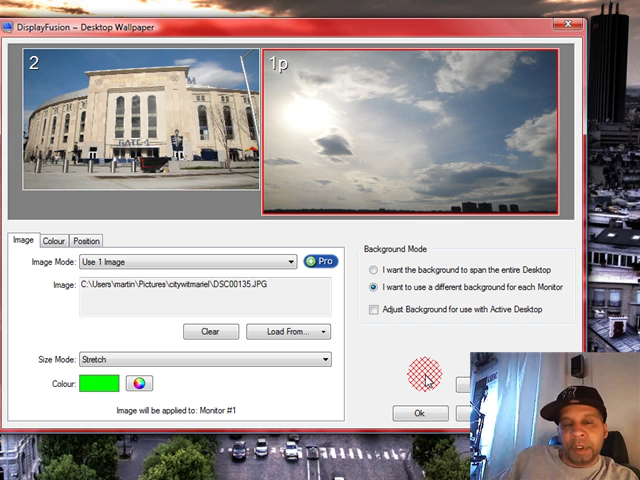 DisplayFusion ~ Desktop Wallpaper
2
1p
GATE 4
Image
Colour
Position
Image Mode:
Use 1 Image
Pro
Image:
C:\Users\martin\Pictures\citywitmariel\DSC00135.JPG
Clear
Load From...
Size Mode:
Stretch
Colour:
Image will be applied to: Monitor #1
Background Mode
I want the background to span the entire Desktop
I want to use a different background for each Monitor
Adjust Background for use with Active Desktop
Ok